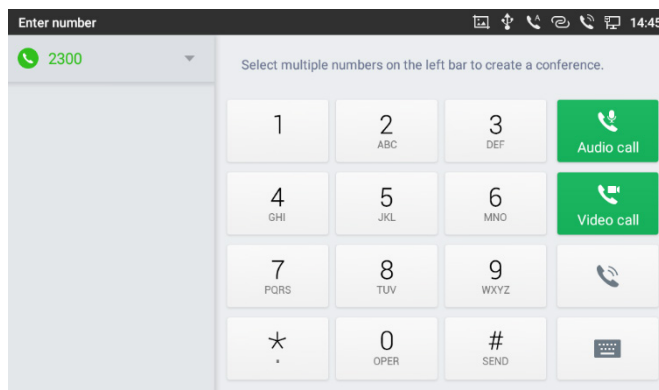 Enter number
14:45
2300
Select multiple numbers on the left bar to create a conference.
1
2
ABC
3
DEF
Audio call
4
GHI
5
JKL
6
MNO
Video call
7
PQRS
8
TUV
9
WXYZ
*
.
0
OPER
#
SEND